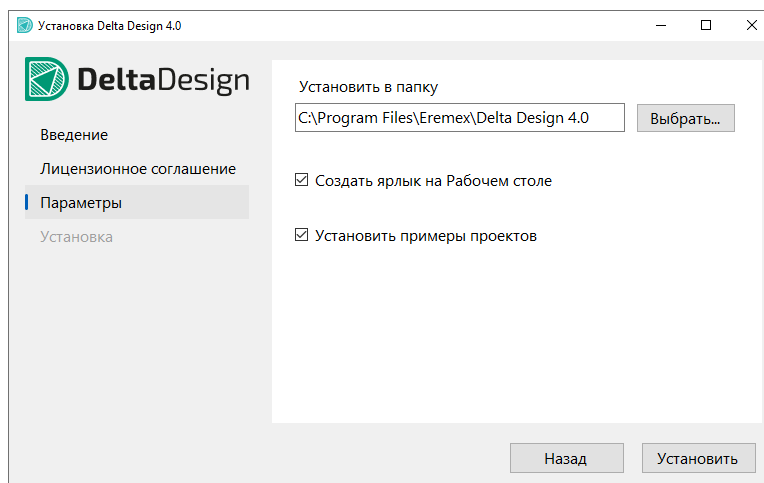 Установка Delta Design 4.0
DeltaDesign
Введение
Лицензионное соглашение
Параметры
Установка
Установить в папку
C:\Program Files\Eremex\Delta Design 4.0
Выбрать...
Создать ярлык на Рабочем столе
Установить примеры проектов
Назад
Установить